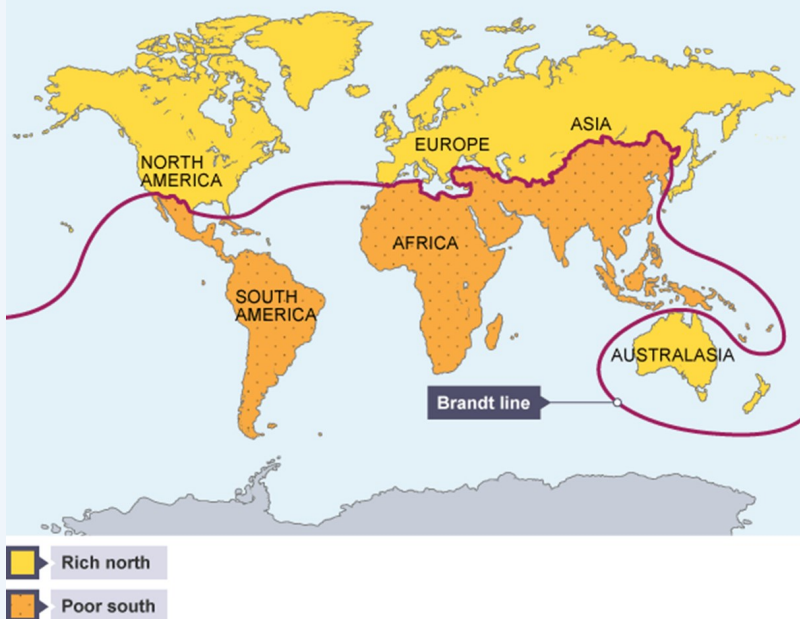 ASIA
EUROPE
NORTH
AMERICA
AFRICA
SOUTH
AMERICA
AUSTRALASIA
Brandt line
Rich north
Poor south